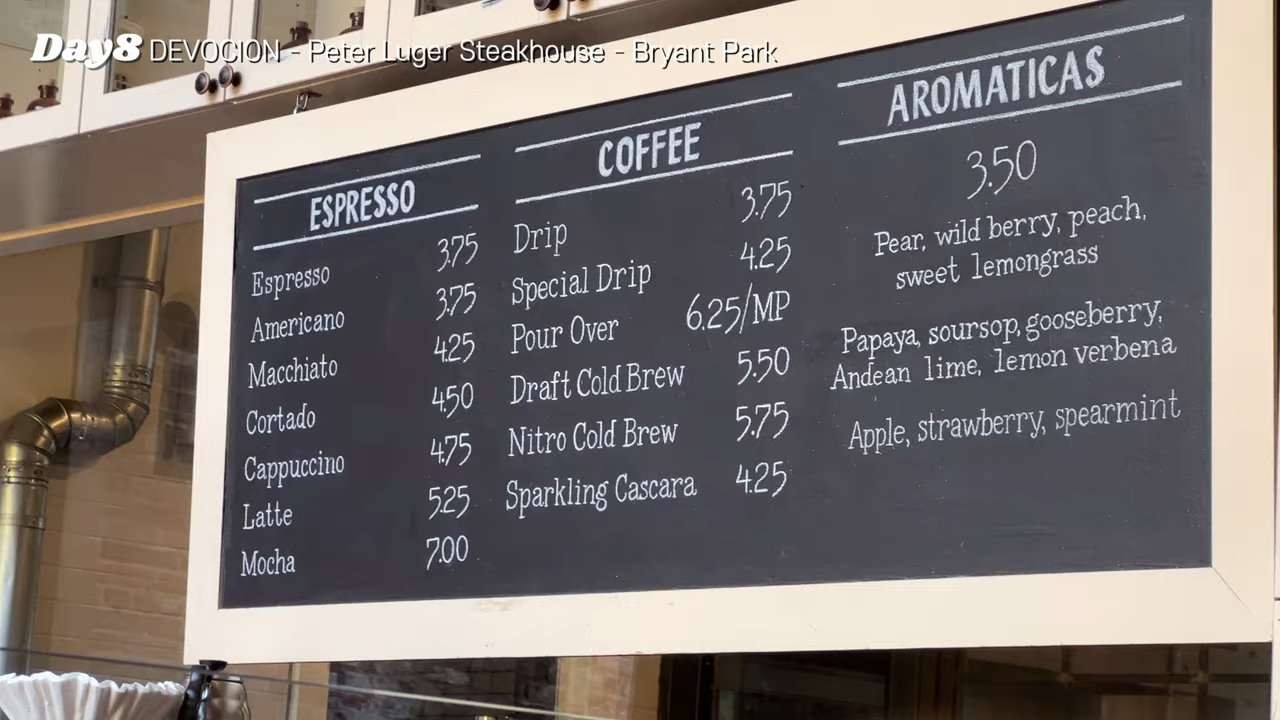 Day8 DEVOCION - Peter Luger Steakhouse - Bryant Park
ESPRESSO
Espresso 3.75
Americano 3.75
Macchiato 4.25
Cortado 4.50
Cappuccino 4.75
Latte 5.25
Mocha 7.00
COFFEE
Drip 3.75
Special Drip 4.25
Pour Over 6.25/MP
Draft Cold Brew 5.50
Nitro Cold Brew 5.75
Sparkling Cascara 4.25
AROMATICAS
3.50
Pear, wild berry, peach,
sweet lemongrass
Papaya, soursop, gooseberry,
Andean lime, lemon verbena
Apple, strawberry, spearmint